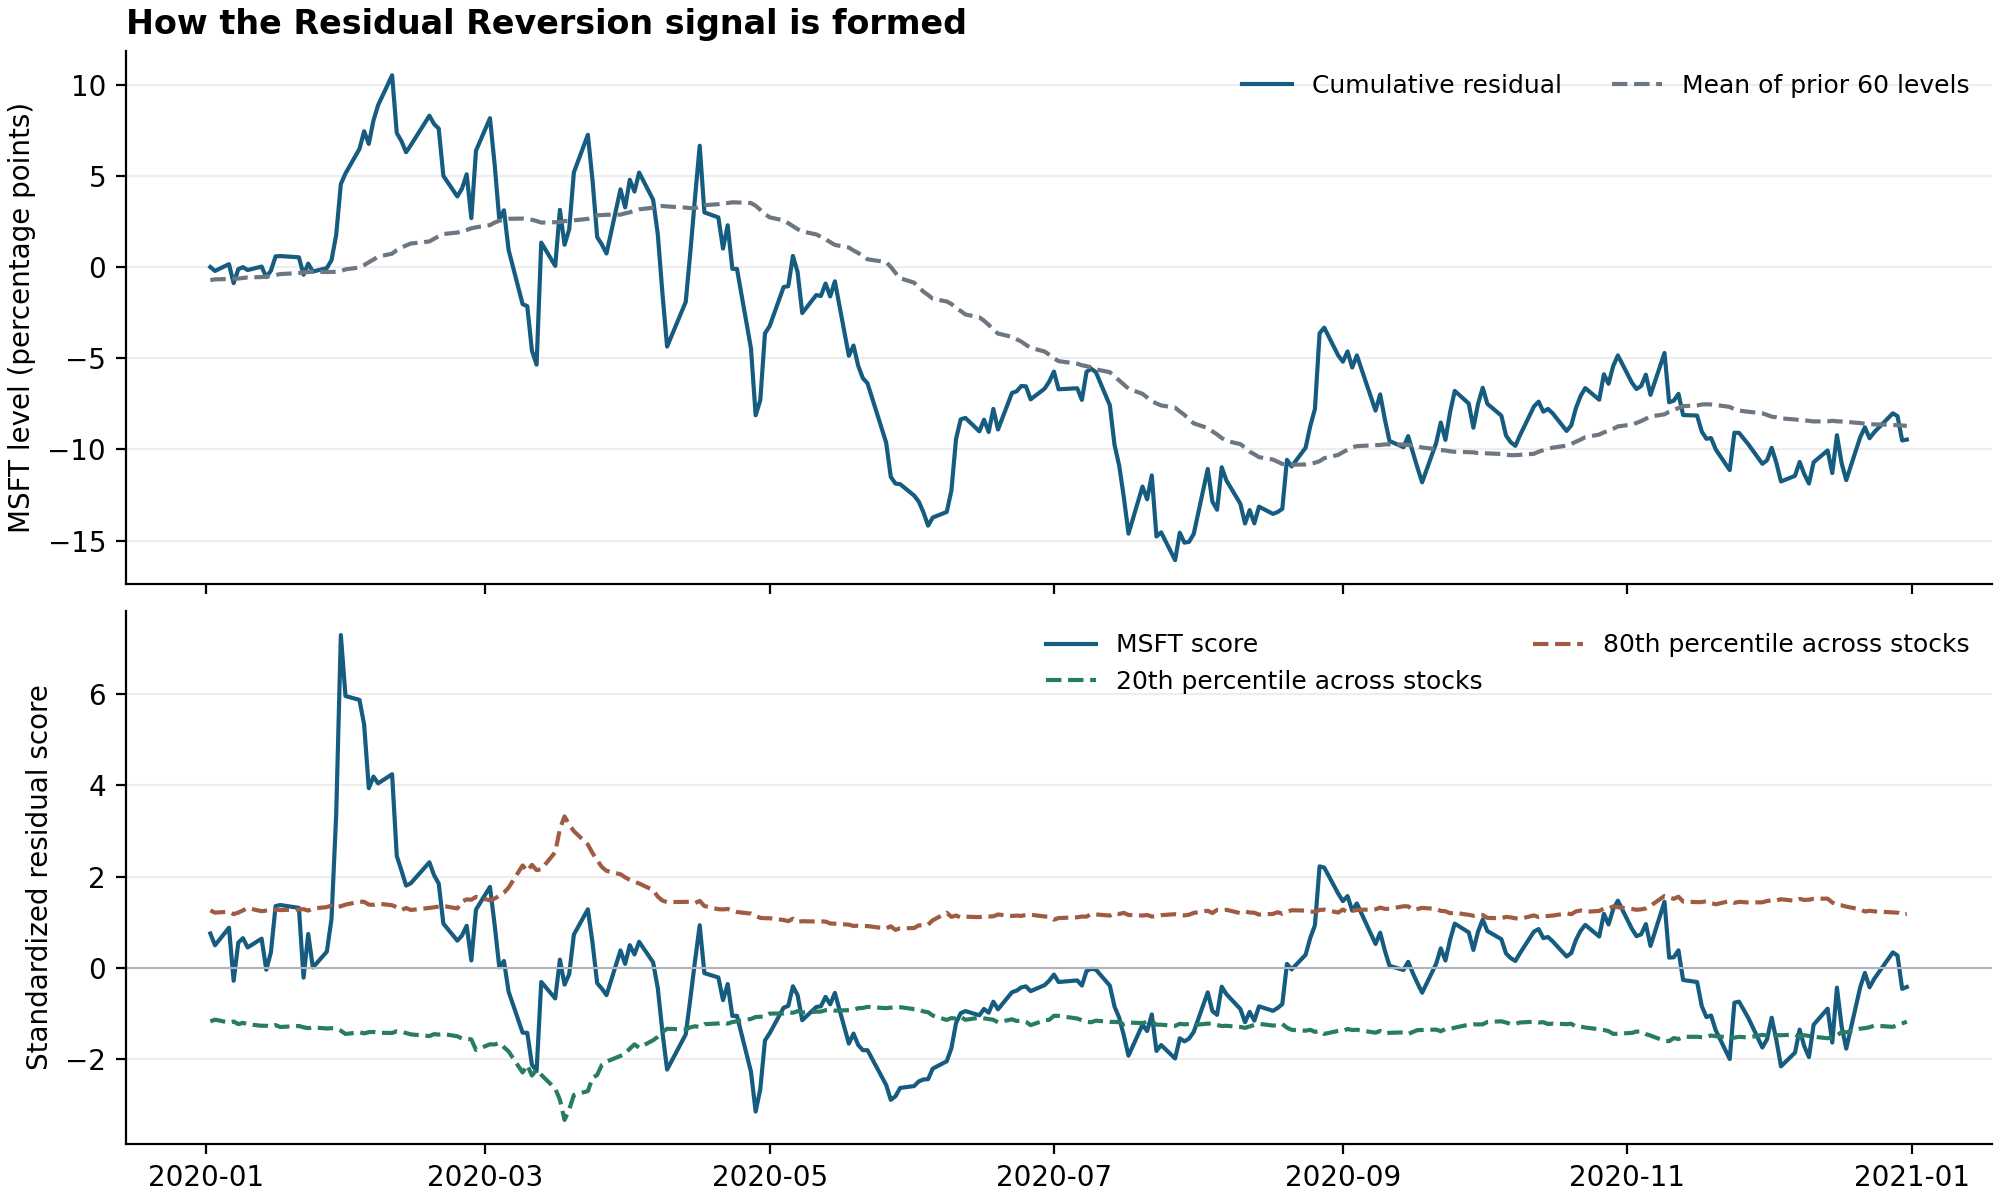 How the Residual Reversion signal is formed
MSFT level (percentage points)
10
5
0
−5
−10
−15
Cumulative residual
Mean of prior 60 levels
Standardized residual score
6
4
2
0
−2
MSFT score
20th percentile across stocks
80th percentile across stocks
2020-01
2020-03
2020-05
2020-07
2020-09
2020-11
2021-01